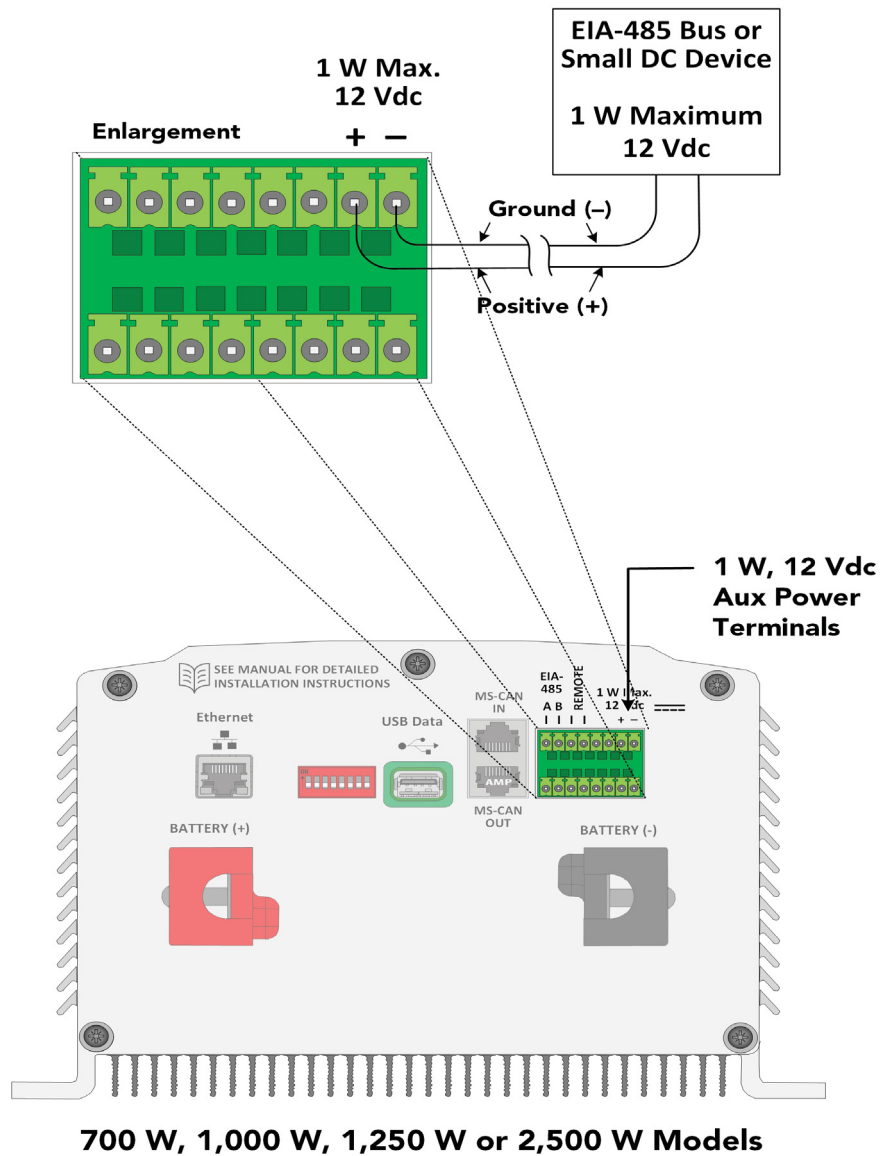 EIA-485 Bus or
Small DC Device
1 W Maximum
12 Vdc
1 W Max.
12 Vdc
Enlargement
+ –
Ground (–)
Positive (+)
1 W, 12 Vdc
Aux Power
Terminals
SEE MANUAL FOR DETAILED
INSTALLATION INSTRUCTIONS
Ethernet
USB Data
MS-CAN
IN
EIA-
485
A B
REMOTE
1 W Max.
12 Vdc
+ –
AMP
MS-CAN
OUT
BATTERY (+)
BATTERY (-)
700 W, 1,000 W, 1,250 W or 2,500 W Models